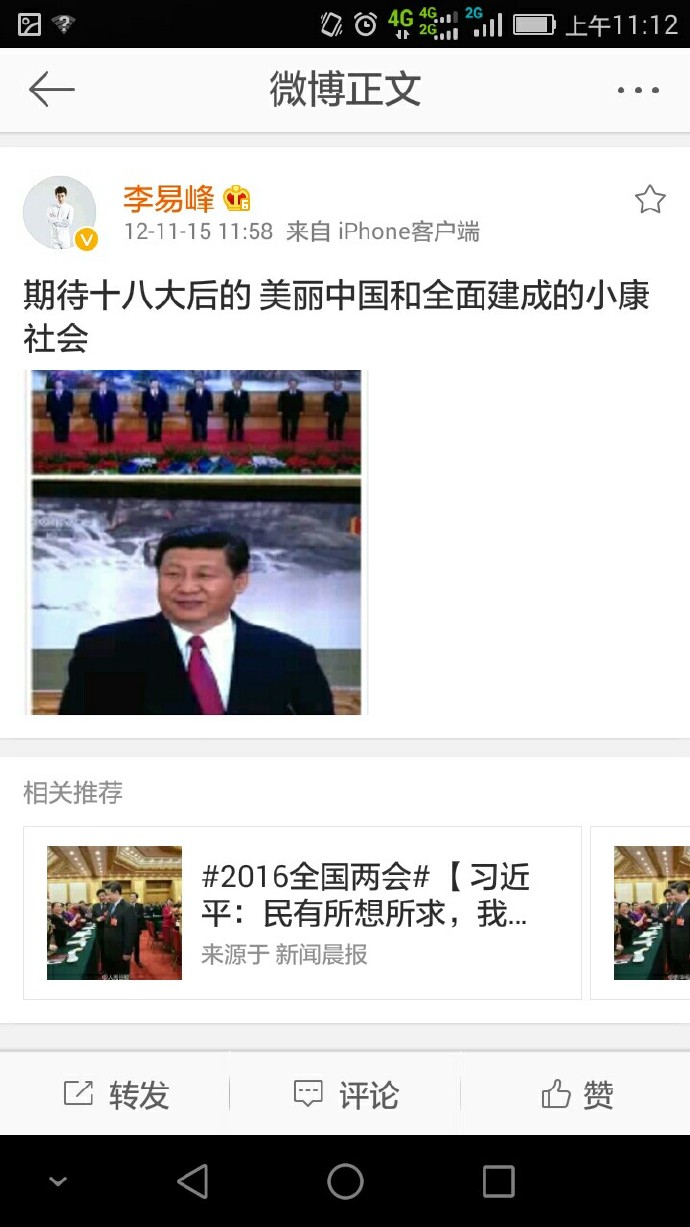 4G 4G 2G 2G 上午11:12
微博正文
李易峰
12-11-15 11:58 来自 iPhone客户端
期待十八大后的 美丽中国和全面建成的小康
社会
相关推荐
#2016全国两会#【习近
平：民有所想所求，我...
来源于 新闻晨报
转发
评论
赞